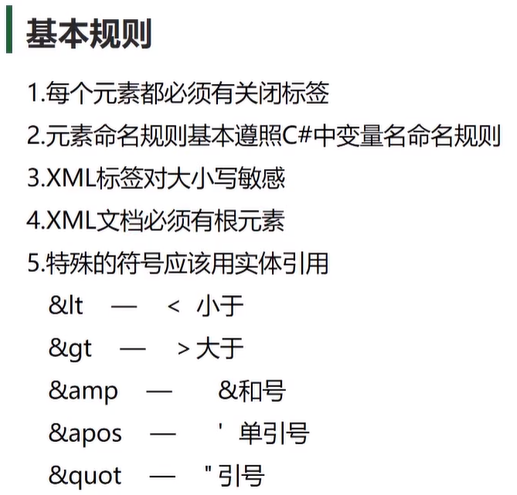 基本规则
1.每个元素都必须有关闭标签
2.元素命名规则基本遵照C#中变量名命名规则
3.XML标签对大小写敏感
4.XML文档必须有根元素
5.特殊的符号应该用实体引用
&lt — < 小于
&gt — >大于
&amp — &和号
&apos — ' 单引号
&quot — "引号